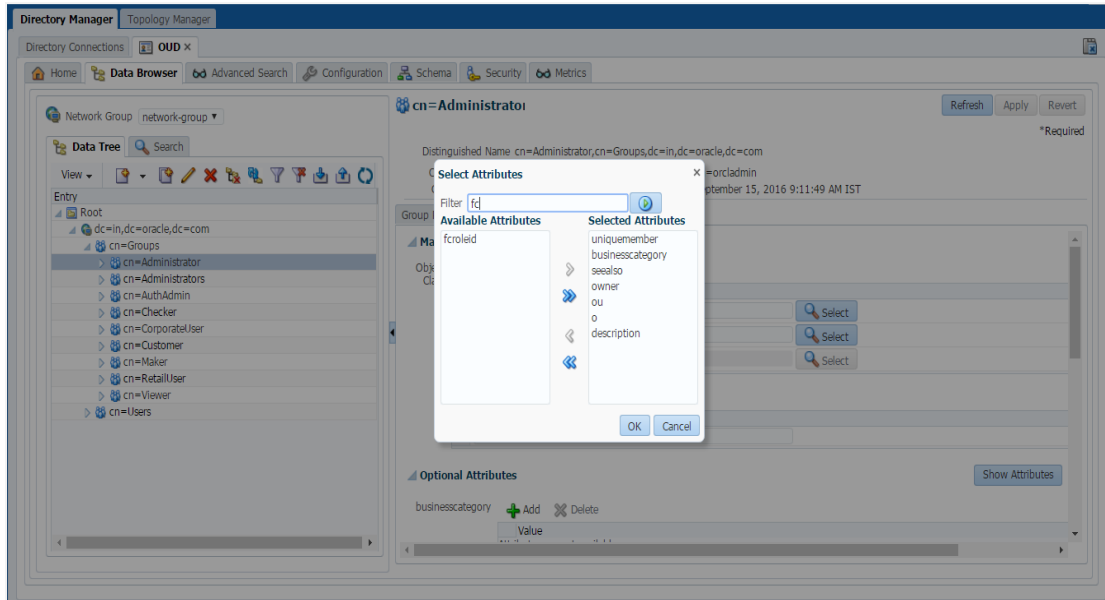 Directory Manager Topology Manager
Directory Connections OUD ×
Home Data Browser Advanced Search Configuration Schema Security Metrics
Network Group network-group
Data Tree Search
View
Entry
Root
dc=in,dc=oracle,dc=com
cn=Groups
cn=Administrator
cn=Administrators
cn=AuthAdmin
cn=Checker
cn=CorporateUser
cn=Customer
cn=Maker
cn=RetailUser
cn=Viewer
cn=Users
cn=Administrator
Refresh Apply Revert
*Required
Distinguished Name cn=Administrator,cn=Groups,dc=in,dc=oracle,dc=com
=orcladmin
ptember 15, 2016 9:11:49 AM IST
Group
Ma
Obje
Cla
Select Attributes ×
Filter fc
Available Attributes Selected Attributes
fcroleid
uniquemember
businesscategory
seealso
owner
ou
o
description
OK Cancel
Select
Select
Select
Optional Attributes Show Attributes
businesscategory Add Delete
Value